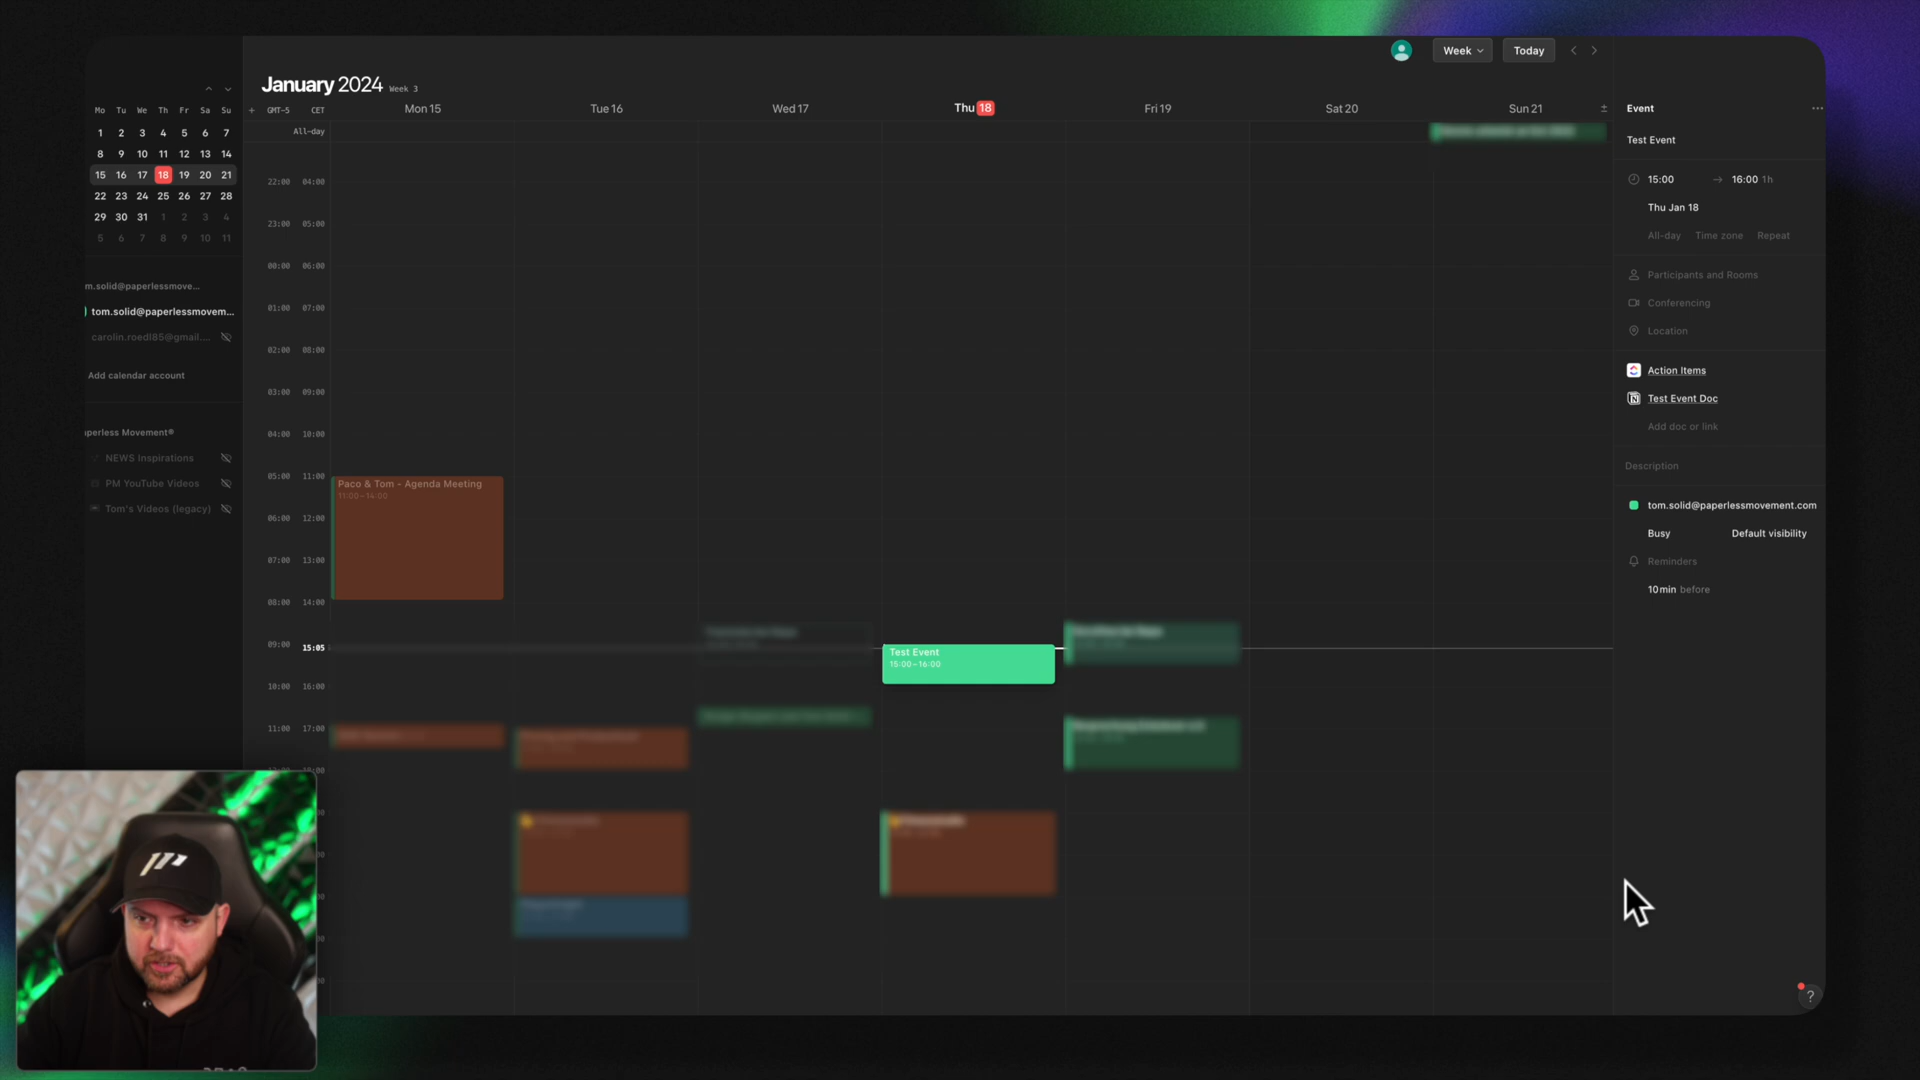 Week
Today
January 2024 Week 3
Mo Tu We Th Fr Sa Su
1 2 3 4 5 6 7
8 9 10 11 12 13 14
15 16 17 18 19 20 21
22 23 24 25 26 27 28
29 30 31 1 2 3 4
5 6 7 8 9 10 11
m.solid@paperlessmove...
tom.solid@paperlessmovem...
carolin.roedl85@gmail....
Add calendar account
aperless Movement®
NEWS Inspirations
PM YouTube Videos
Tom's Videos (legacy)
+ GMT-5 CET
Mon 15 Tue 16 Wed 17 Thu 18 Fri 19 Sat 20 Sun 21
All-day
22:00 04:00
23:00 05:00
00:00 06:00
01:00 07:00
02:00 08:00
03:00 09:00
04:00 10:00
05:00 11:00
06:00 12:00
07:00 13:00
08:00 14:00
09:00 15:05
10:00 16:00
11:00 17:00
Paco & Tom - Agenda Meeting
11:00–14:00
Test Event
15:00–16:00
Event
Test Event
15:00 → 16:00 1h
Thu Jan 18
All-day Time zone Repeat
Participants and Rooms
Conferencing
Location
Action Items
Test Event Doc
Add doc or link
Description
tom.solid@paperlessmovement.com
Busy Default visibility
Reminders
10min before
?